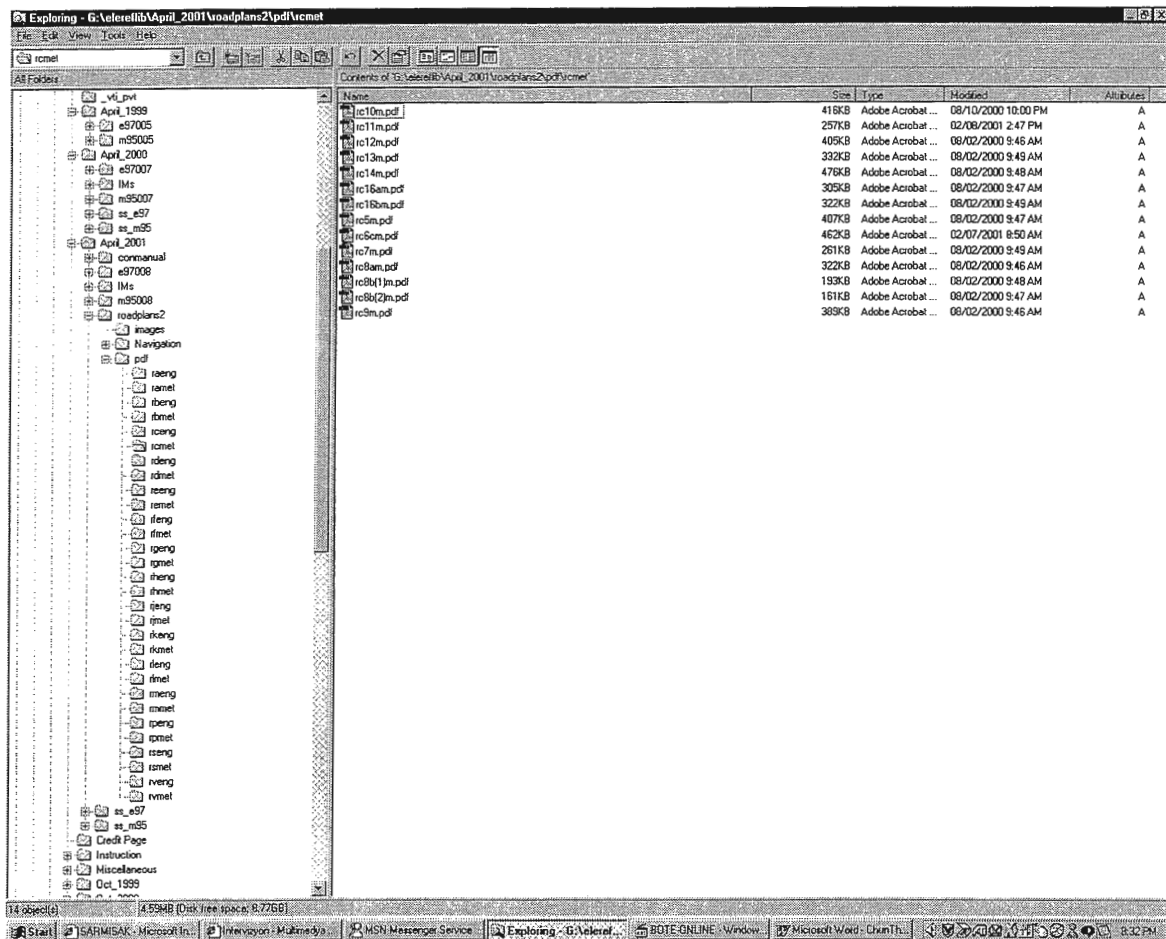 Exploring - G:\elereflib\April_2001\roadplans2\pdf\rcmet
File Edit View Tools Help
rcmet
All Folders
Contents of 'G:\elereflib\April_2001\roadplans2\pdf\rcmet'
_vti_pvt
April_1999
e97005
m95005
April_2000
e97007
IMs
m95007
ss_e97
ss_m95
April_2001
conmanual
e97008
IMs
m95008
roadplans2
images
Navigation
pdf
raeng
ramet
rbeng
rbmet
rceng
rcmet
rdeng
rdmet
reeng
remet
rfeng
rfmet
rgeng
rgmet
rheng
rhmet
rjeng
rjmet
rkeng
rkmet
rleng
rlmet
rmeng
rmmet
rpeng
rpmet
rseng
rsmet
rveng
rvmet
ss_e97
ss_m95
Credit Page
Instruction
Miscellaneous
Oct_1999
Name Size Type Modified Attributes
rc10m.pdf 416KB Adobe Acrobat ... 08/10/2000 10:00 PM A
rc11m.pdf 257KB Adobe Acrobat ... 02/08/2001 2:47 PM A
rc12m.pdf 405KB Adobe Acrobat ... 08/02/2000 9:46 AM A
rc13m.pdf 332KB Adobe Acrobat ... 08/02/2000 9:49 AM A
rc14m.pdf 476KB Adobe Acrobat ... 08/02/2000 9:48 AM A
rc16am.pdf 305KB Adobe Acrobat ... 08/02/2000 9:47 AM A
rc16bm.pdf 322KB Adobe Acrobat ... 08/02/2000 9:49 AM A
rc5m.pdf 407KB Adobe Acrobat ... 08/02/2000 9:47 AM A
rc6cm.pdf 462KB Adobe Acrobat ... 02/07/2001 8:50 AM A
rc7m.pdf 261KB Adobe Acrobat ... 08/02/2000 9:49 AM A
rc8am.pdf 322KB Adobe Acrobat ... 08/02/2000 9:46 AM A
rc8b(1)m.pdf 193KB Adobe Acrobat ... 08/02/2000 9:48 AM A
rc8b(2)m.pdf 161KB Adobe Acrobat ... 08/02/2000 9:47 AM A
rc9m.pdf 389KB Adobe Acrobat ... 08/02/2000 9:46 AM A
14 object(s) 4.59MB (Disk free space: 8.77GB)
Start SARMISAK - Microsoft In... Intervizyon - Multimedya... MSN Messenger Service Exploring - G:\eleref... BOTE-ONLINE - Window... Microsoft Word - ChunTh... 8:32 PM